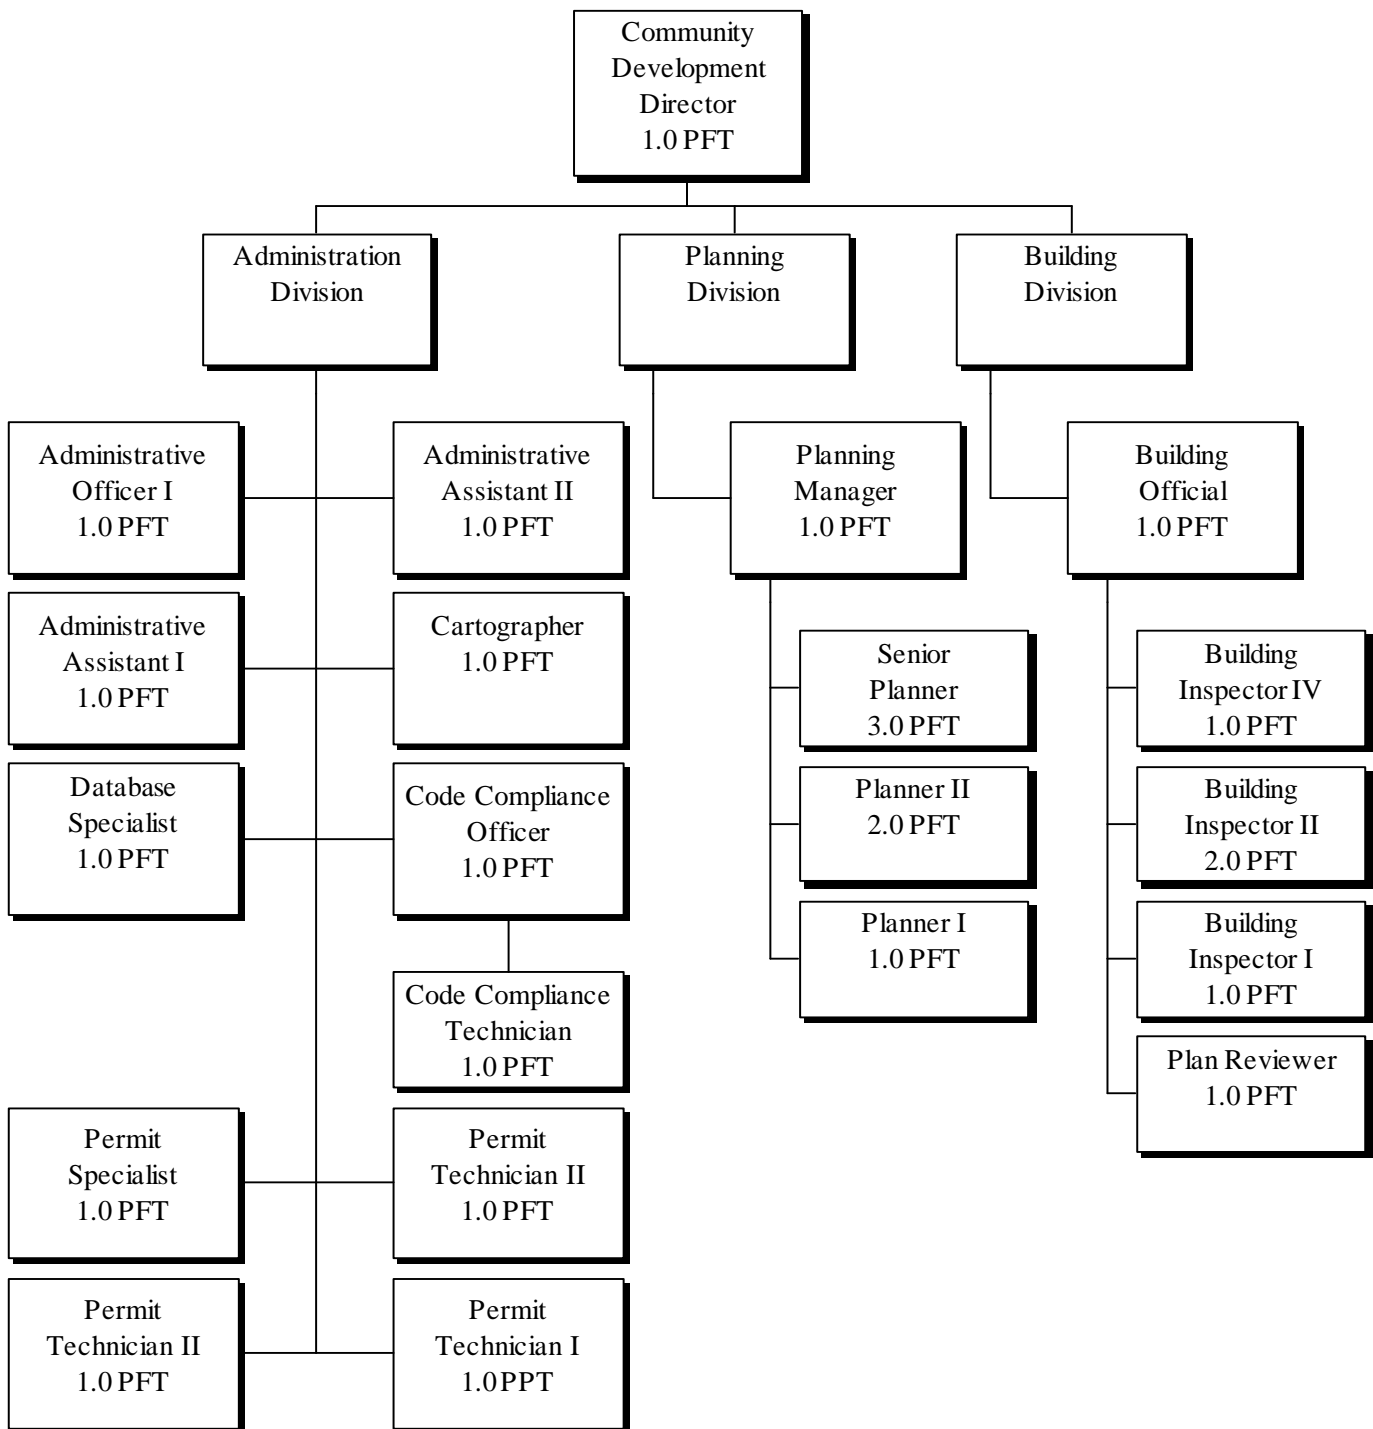 Community
Development
Director
1.0 PFT
Administration
Division
Planning
Division
Building
Division
Administrative
Officer I
1.0 PFT
Administrative
Assistant II
1.0 PFT
Planning
Manager
1.0 PFT
Building
Official
1.0 PFT
Administrative
Assistant I
1.0 PFT
Cartographer
1.0 PFT
Senior
Planner
3.0 PFT
Building
Inspector IV
1.0 PFT
Database
Specialist
1.0 PFT
Code Compliance
Officer
1.0 PFT
Planner II
2.0 PFT
Building
Inspector II
2.0 PFT
Planner I
1.0 PFT
Building
Inspector I
1.0 PFT
Code Compliance
Technician
1.0 PFT
Plan Reviewer
1.0 PFT
Permit
Specialist
1.0 PFT
Permit
Technician II
1.0 PFT
Permit
Technician II
1.0 PFT
Permit
Technician I
1.0 PPT